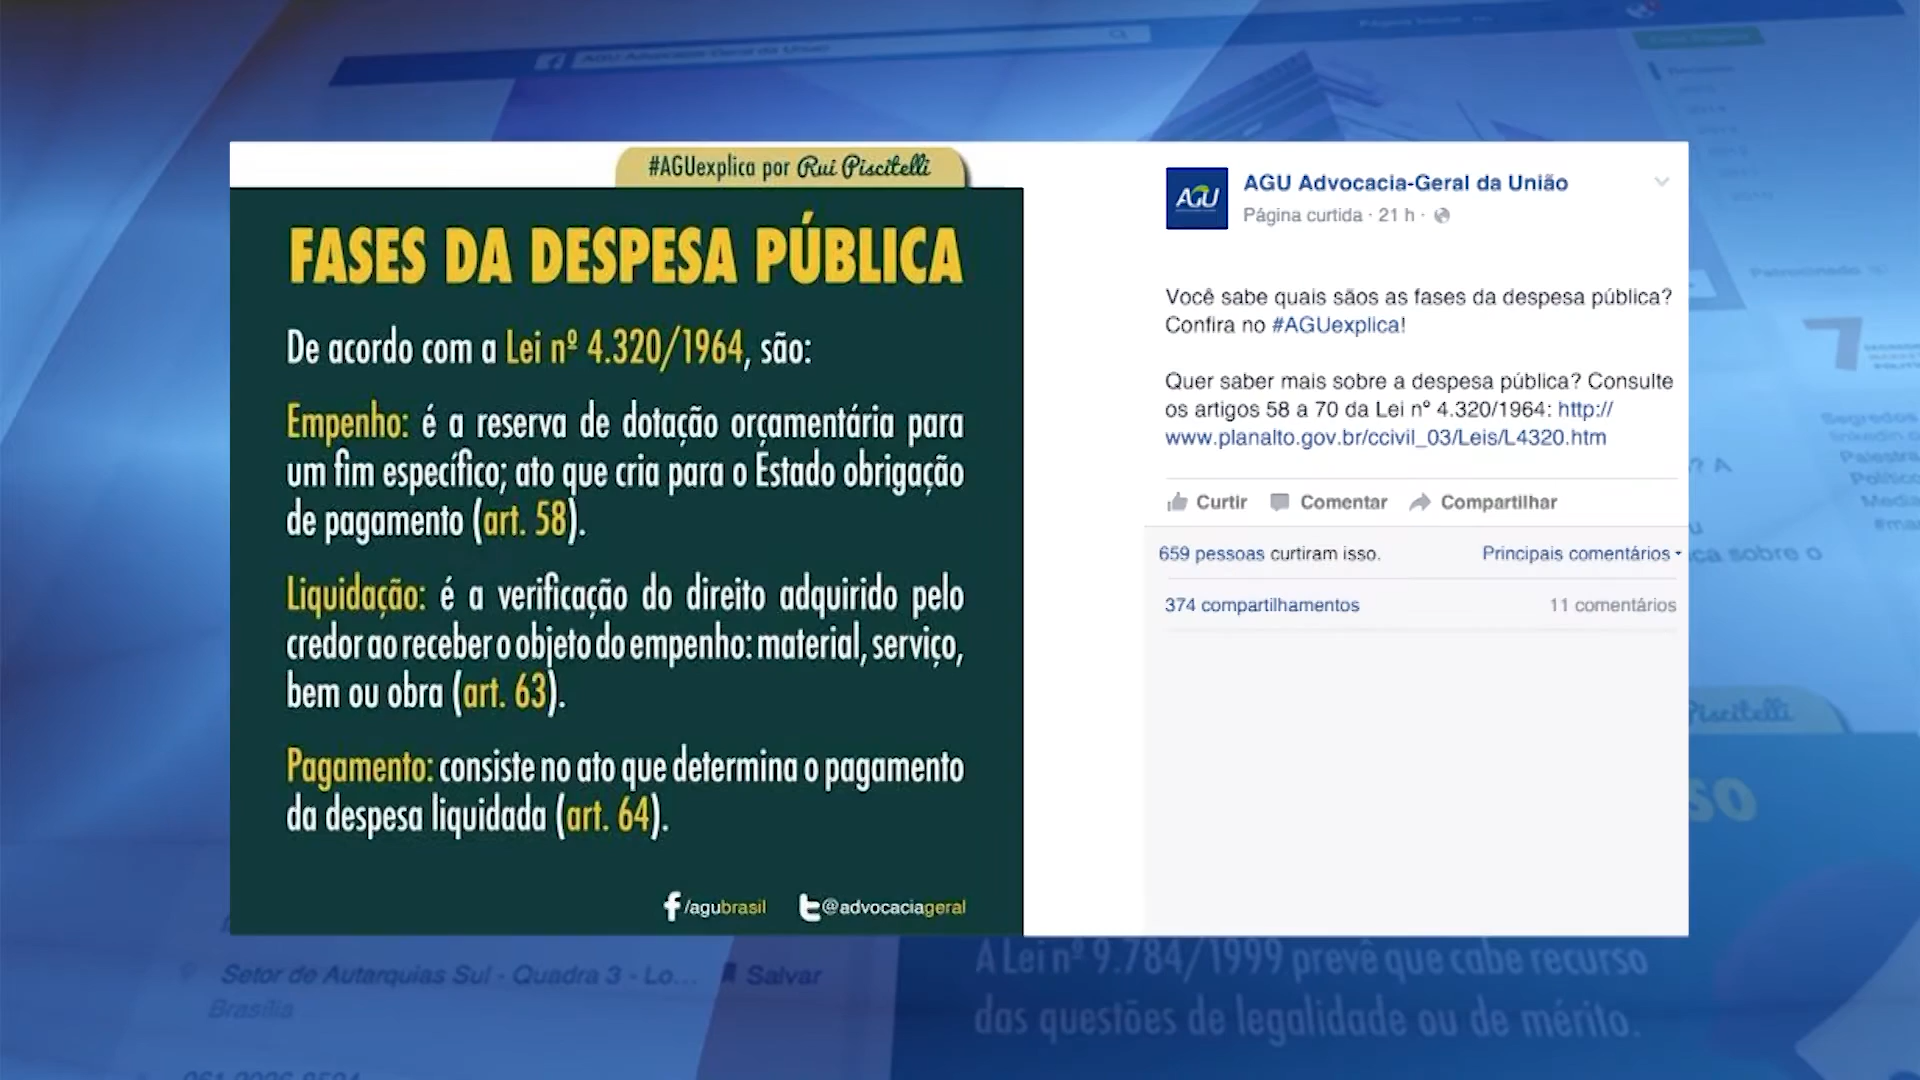 AGU Advocacia-Geral da União
#AGUexplica por Rui Piscitelli
FASES DA DESPESA PÚBLICA
De acordo com a Lei nº 4.320/1964, são:
Empenho: é a reserva de dotação orçamentária para
um fim específico; ato que cria para o Estado obrigação
de pagamento (art. 58).
Liquidação: é a verificação do direito adquirido pelo
credor ao receber o objeto do empenho: material, serviço,
bem ou obra (art. 63).
Pagamento: consiste no ato que determina o pagamento
da despesa liquidada (art. 64).
/agubrasil @advocaciageral
AGU
AGU Advocacia-Geral da União
Página curtida · 21 h ·
Você sabe quais sãos as fases da despesa pública?
Confira no #AGUexplica!
Quer saber mais sobre a despesa pública? Consulte
os artigos 58 a 70 da Lei nº 4.320/1964: http://
www.planalto.gov.br/ccivil_03/Leis/L4320.htm
Curtir Comentar Compartilhar
659 pessoas curtiram isso. Principais comentários
374 compartilhamentos 11 comentários
Patrocinado
Piscitelli
Setor de Autarquias Sul - Quadra 3 - Lo... Salvar
Brasília
A Lei nº 9.784/1999 prevê que cabe recurso
das questões de legalidade ou de mérito.